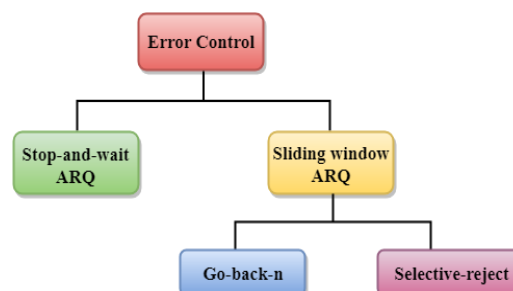 Error Control
Stop-and-wait
ARQ
Sliding window
ARQ
Go-back-n
Selective-reject